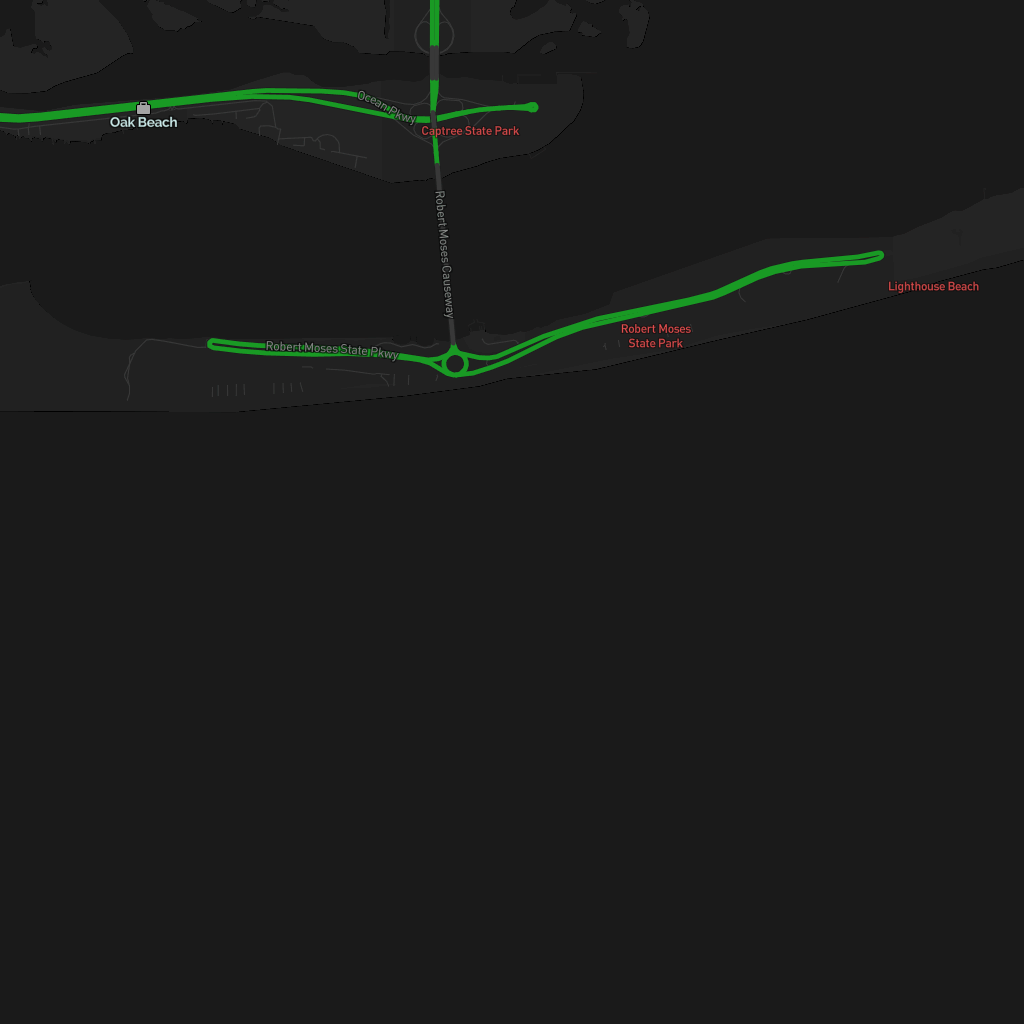 Ocean Pkwy
Oak Beach
Captree State Park
Robert Moses Causeway
Lighthouse Beach
Robert Moses
State Park
Robert Moses State Pkwy